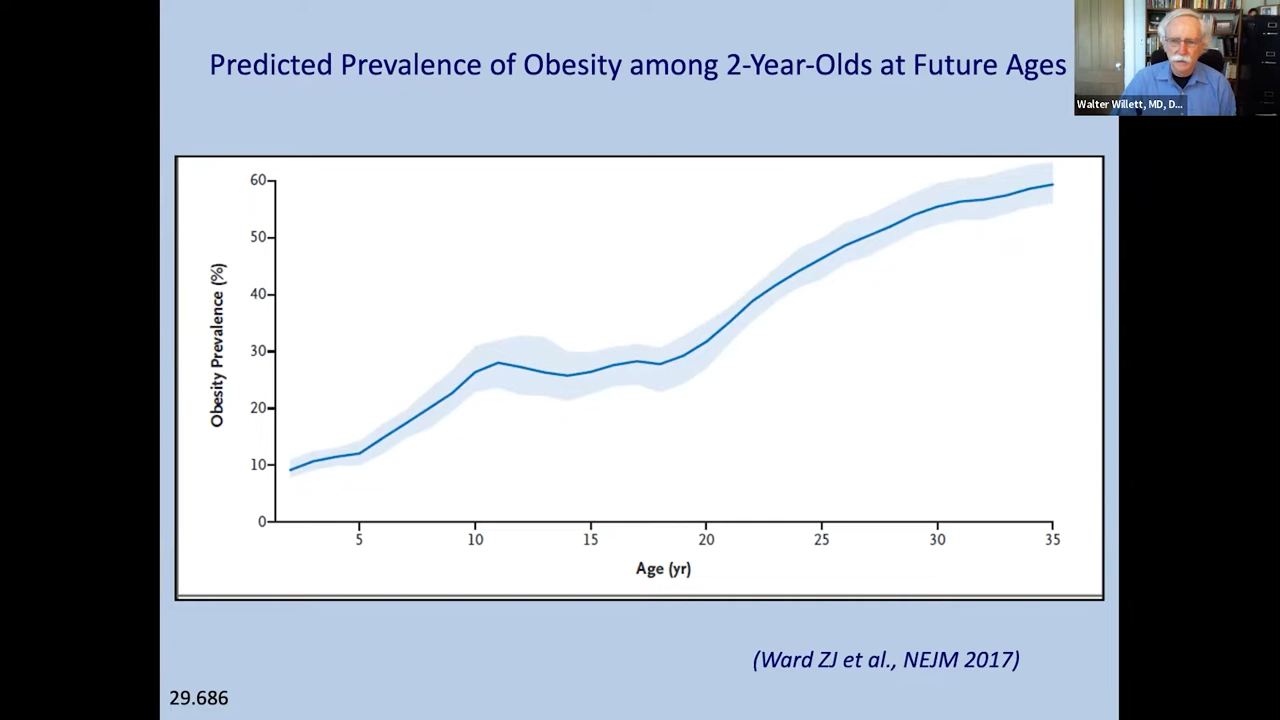 Predicted Prevalence of Obesity among 2-Year-Olds at Future Ages
Walter Willett, MD, D...
60
50
40
30
20
10
0
Obesity Prevalence (%)
5 10 15 20 25 30 35
Age (yr)
(Ward ZJ et al., NEJM 2017)
29.686